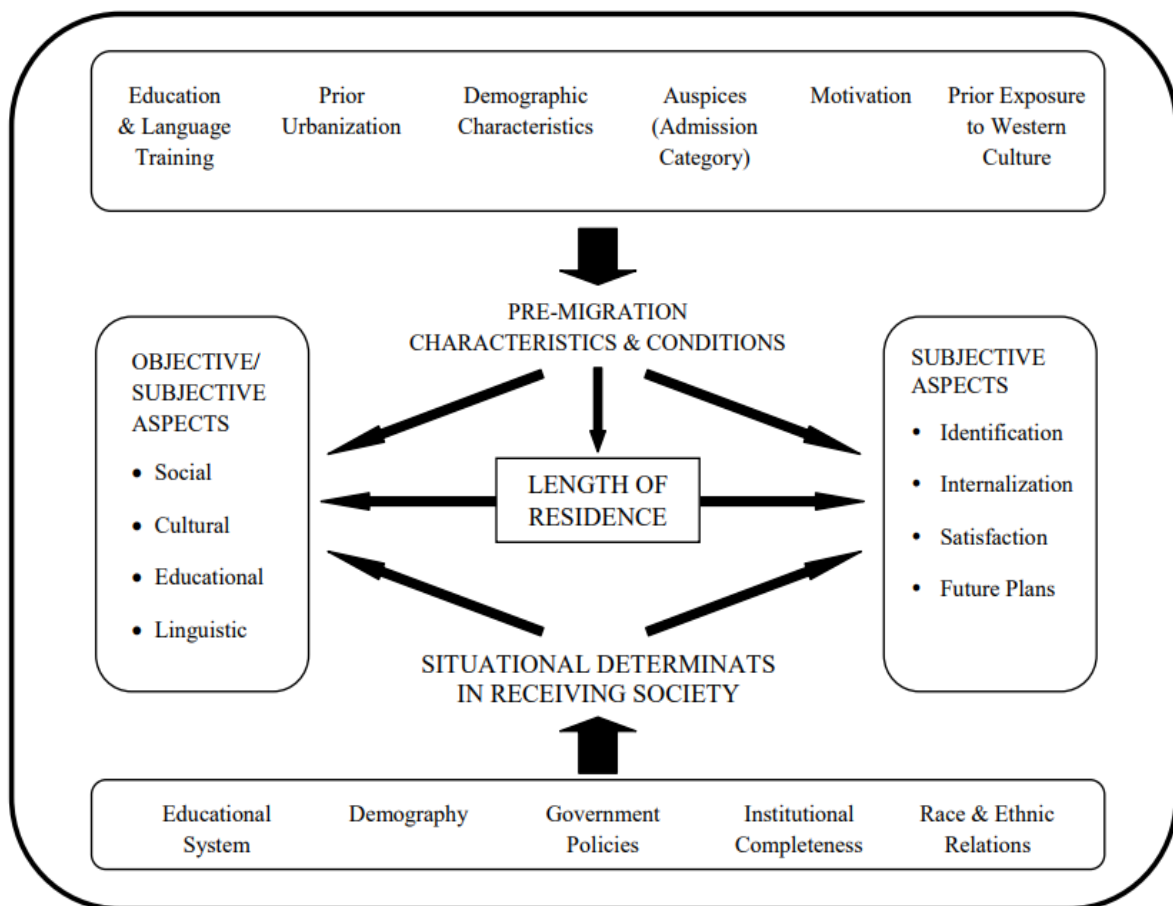 Education
& Language
Training
Prior
Urbanization
Demographic
Characteristics
Auspices
(Admission
Category)
Motivation
Prior Exposure
to Western
Culture
PRE-MIGRATION
CHARACTERISTICS & CONDITIONS
OBJECTIVE/
SUBJECTIVE
ASPECTS
• Social
• Cultural
• Educational
• Linguistic
LENGTH OF
RESIDENCE
SUBJECTIVE
ASPECTS
• Identification
• Internalization
• Satisfaction
• Future Plans
SITUATIONAL DETERMINATS
IN RECEIVING SOCIETY
Educational
System
Demography
Government
Policies
Institutional
Completeness
Race & Ethnic
Relations